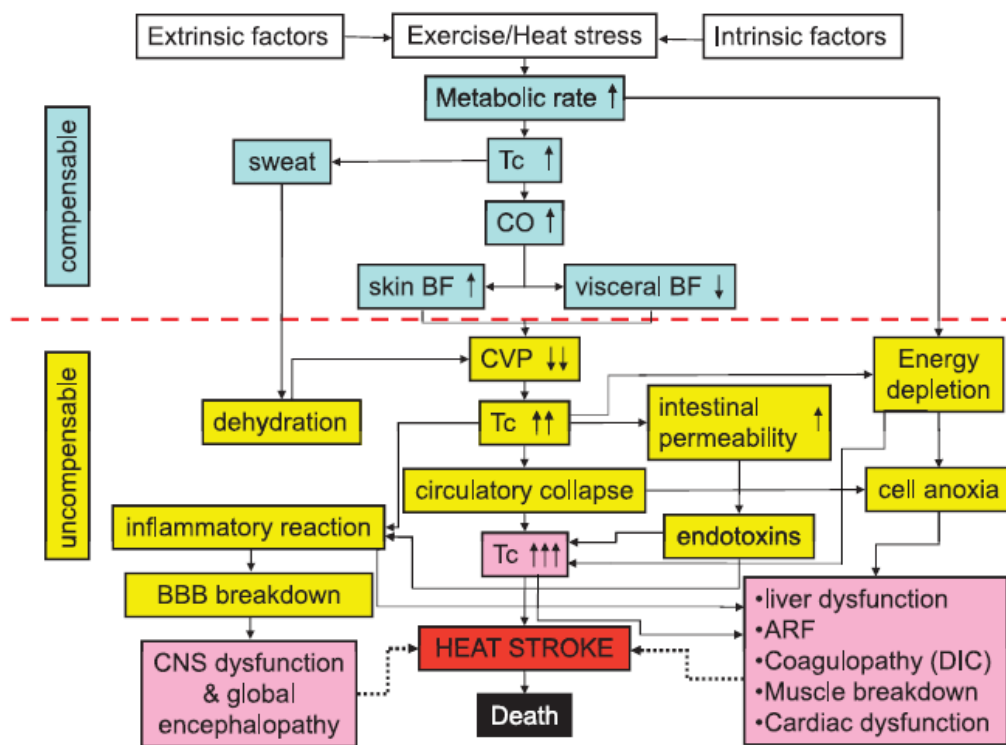 Extrinsic factors
Exercise/Heat stress
Intrinsic factors
Metabolic rate ↑
compensable
sweat
Tc ↑
CO ↑
skin BF ↑
visceral BF ↓
uncompensable
CVP ↓↓
Energy
depletion
dehydration
Tc ↑↑
intestinal
permeability ↑
circulatory collapse
cell anoxia
inflammatory reaction
Tc ↑↑↑
endotoxins
BBB breakdown
•liver dysfunction
•ARF
•Coagulopathy (DIC)
•Muscle breakdown
•Cardiac dysfunction
CNS dysfunction
& global
encephalopathy
HEAT STROKE
Death